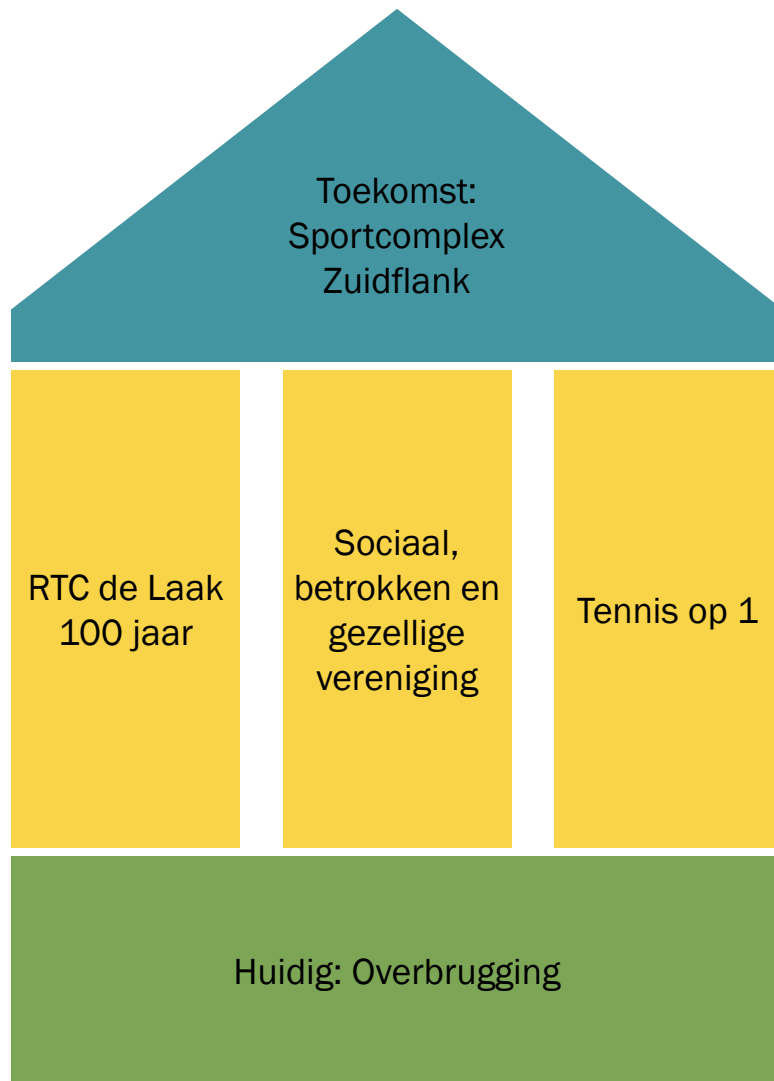 Toekomst:
Sportcomplex
Zuidflank
RTC de Laak
100 jaar
Sociaal,
betrokken en
gezellige
vereniging
Tennis op 1
Huidig: Overbrugging